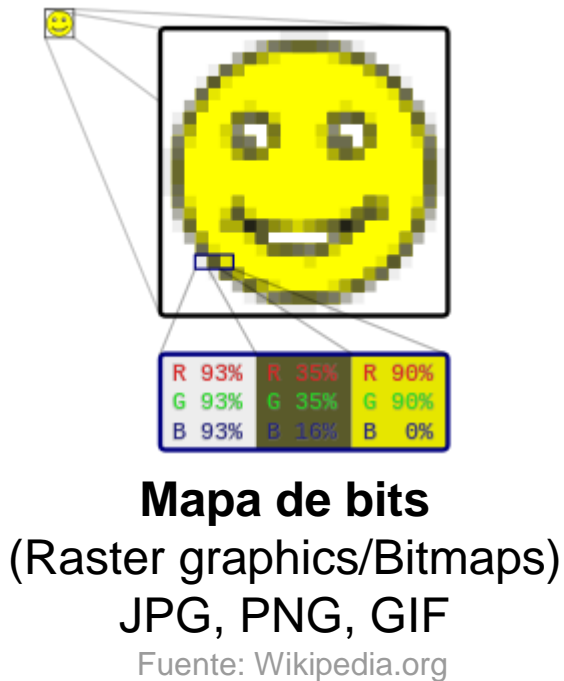 R 93% R 35% R 90%
G 93% G 35% G 90%
B 93% B 16% B 0%
Mapa de bits
(Raster graphics/Bitmaps)
JPG, PNG, GIF
Fuente: Wikipedia.org